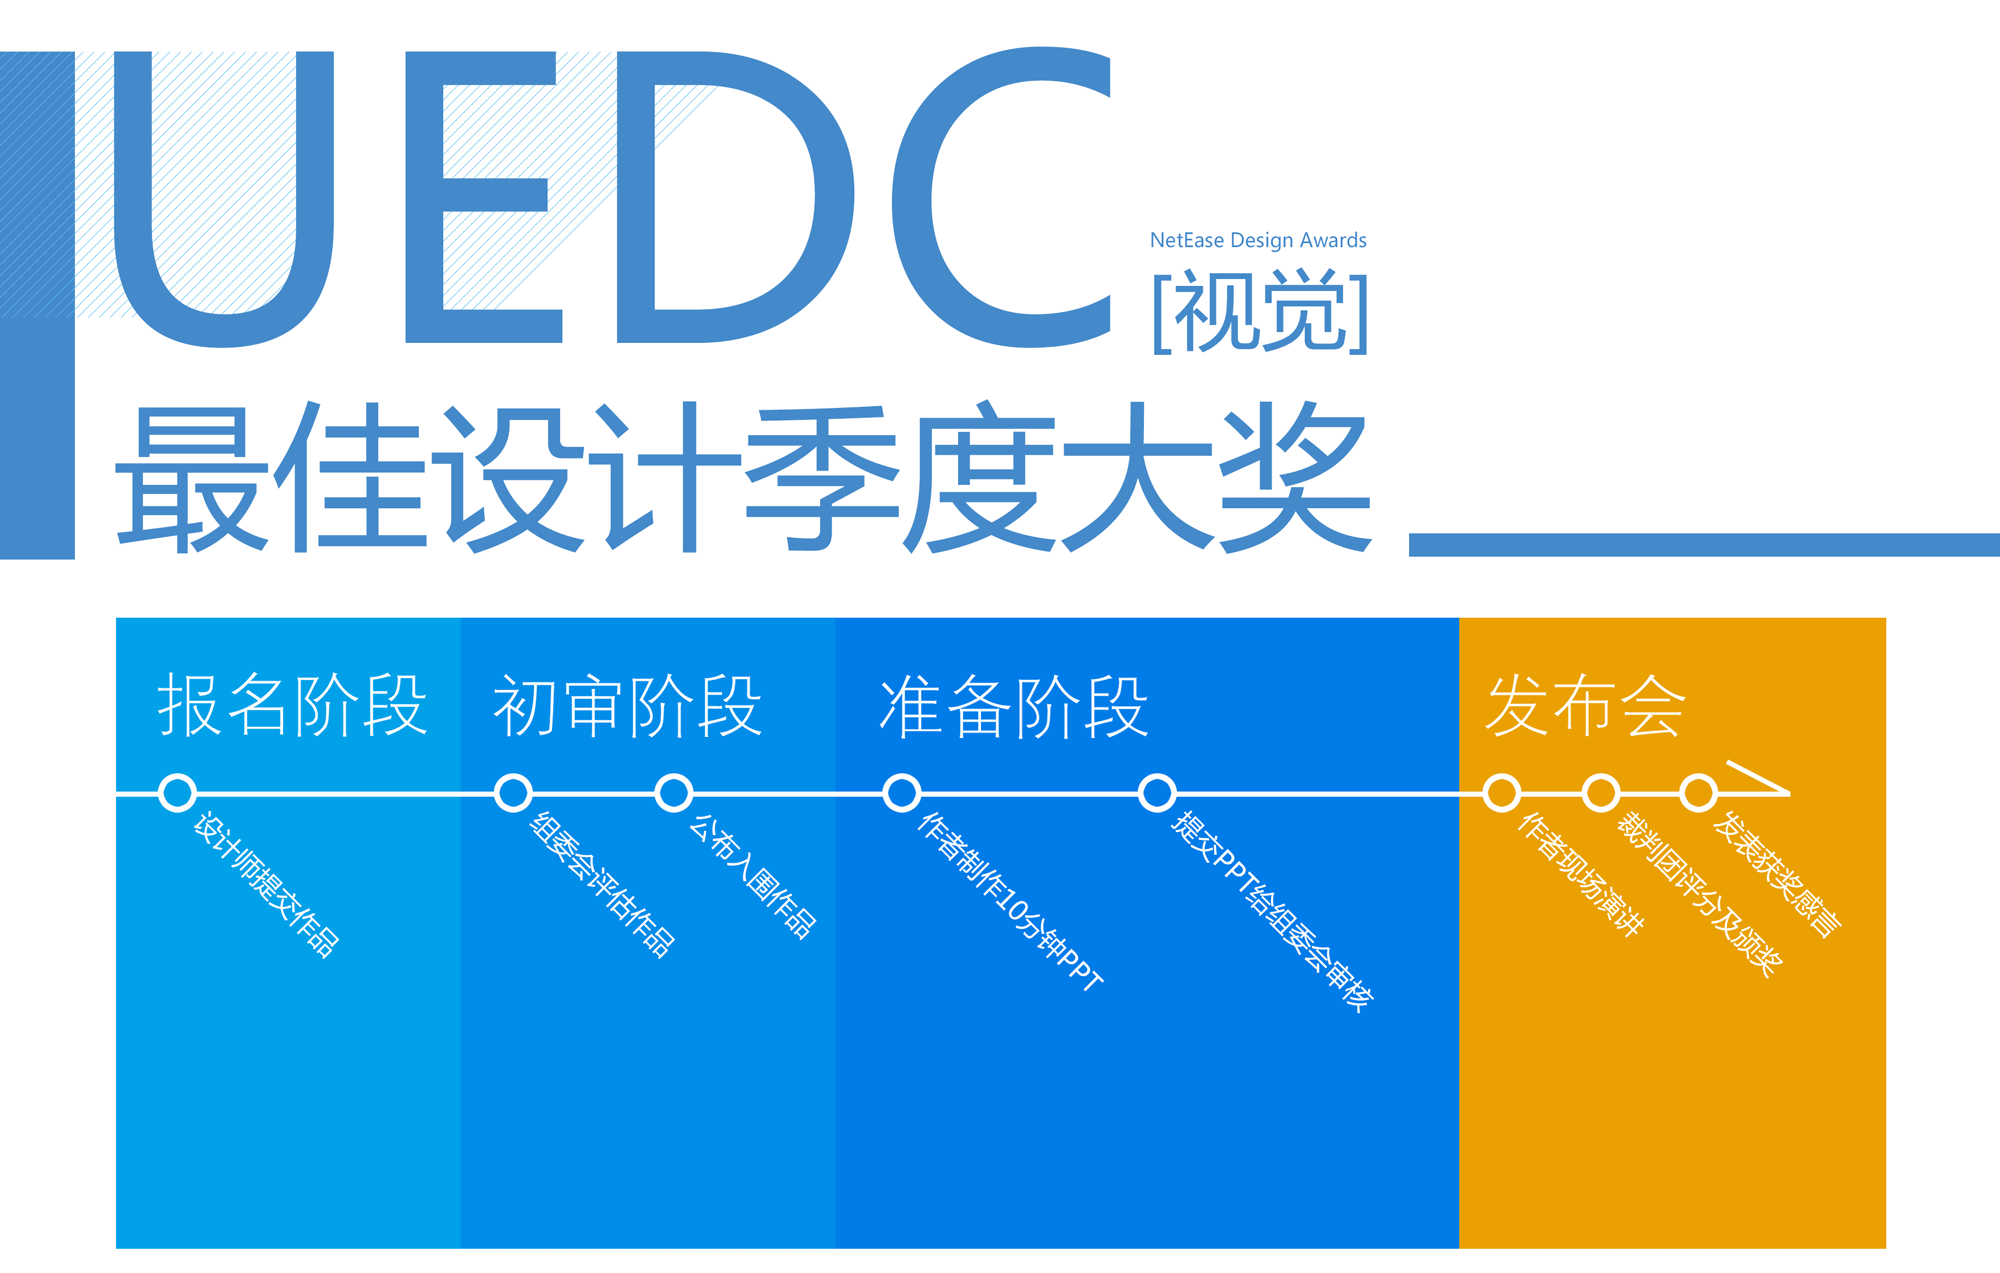 UEDC
NetEase Design Awards
[视觉]
最佳设计季度大奖
报名阶段
设计师提交作品
初审阶段
组委会评估作品
公布入围作品
准备阶段
作者制作10分钟PPT
提交PPT给组委会审核
发布会
作者现场演讲
裁判团评分及颁奖
发表获奖感言